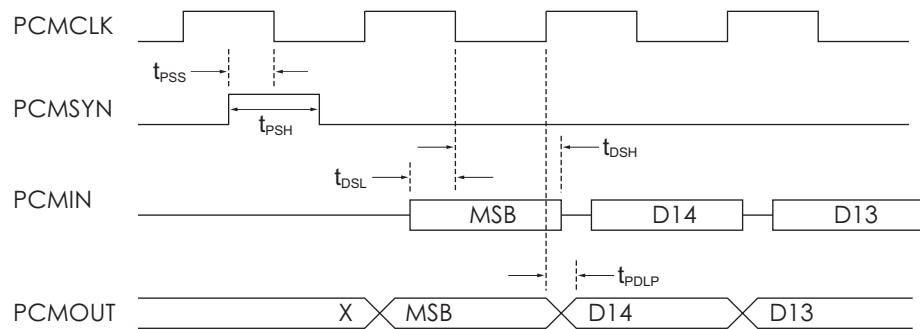 PCMCLK
tPSS
PCMSYN
tPSH
tDSH
tDSL
PCMIN
MSB D14 D13
tPDLP
PCMOUT X MSB D14 D13